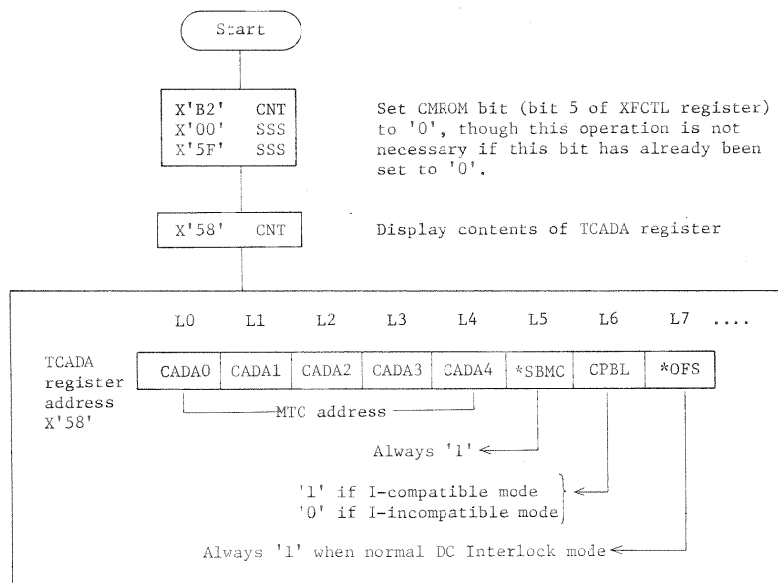 Start
X'B2' CNT
X'00' SSS
X'5F' SSS
Set CMROM bit (bit 5 of XFCTL register)
to '0', though this operation is not
necessary if this bit has already been
set to '0'.
X'58' CNT
Display contents of TCADA register
L0 L1 L2 L3 L4 L5 L6 L7 ....
TCADA
register
address
X'58'
CADA0 CADA1 CADA2 CADA3 CADA4 *SBMC CPBL *OFS
MTC address
Always '1'
'1' if I-compatible mode
'0' if I-incompatible mode
Always '1' when normal DC Interlock mode